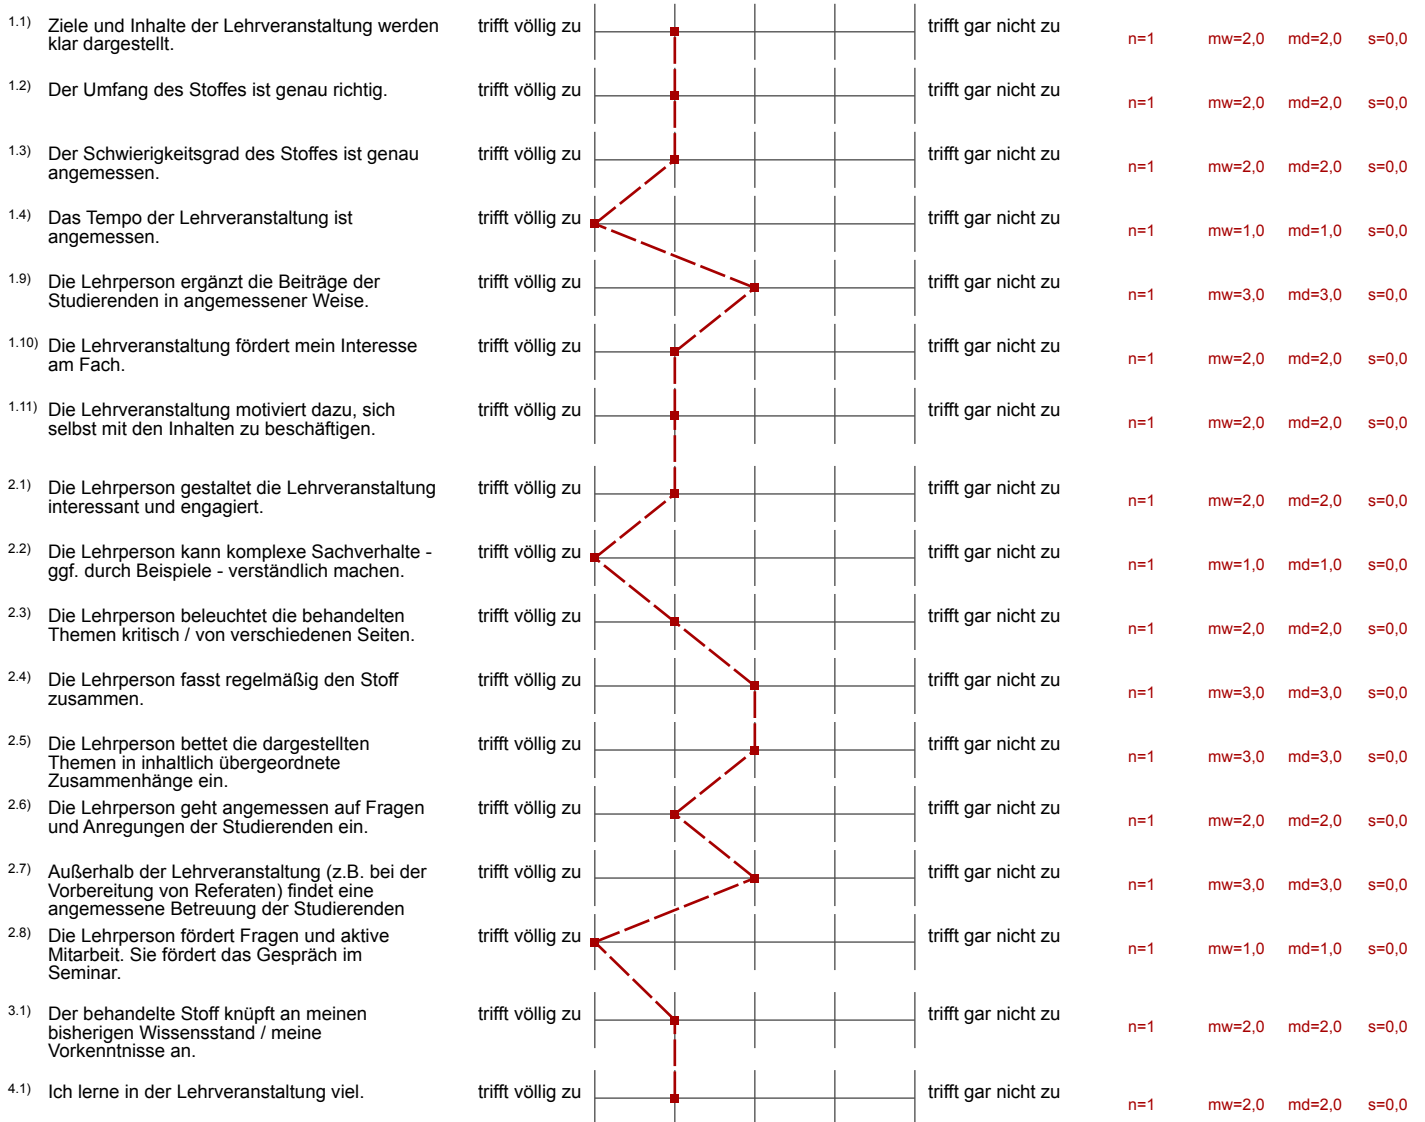 1.1) Ziele und Inhalte der Lehrveranstaltung werden klar dargestellt. trifft völlig zu trifft gar nicht zu n=1 mw=2,0 md=2,0 s=0,0
1.2) Der Umfang des Stoffes ist genau richtig. trifft völlig zu trifft gar nicht zu n=1 mw=2,0 md=2,0 s=0,0
1.3) Der Schwierigkeitsgrad des Stoffes ist genau angemessen. trifft völlig zu trifft gar nicht zu n=1 mw=2,0 md=2,0 s=0,0
1.4) Das Tempo der Lehrveranstaltung ist angemessen. trifft völlig zu trifft gar nicht zu n=1 mw=1,0 md=1,0 s=0,0
1.9) Die Lehrperson ergänzt die Beiträge der Studierenden in angemessener Weise. trifft völlig zu trifft gar nicht zu n=1 mw=3,0 md=3,0 s=0,0
1.10) Die Lehrveranstaltung fördert mein Interesse am Fach. trifft völlig zu trifft gar nicht zu n=1 mw=2,0 md=2,0 s=0,0
1.11) Die Lehrveranstaltung motiviert dazu, sich selbst mit den Inhalten zu beschäftigen. trifft völlig zu trifft gar nicht zu n=1 mw=2,0 md=2,0 s=0,0
2.1) Die Lehrperson gestaltet die Lehrveranstaltung interessant und engagiert. trifft völlig zu trifft gar nicht zu n=1 mw=2,0 md=2,0 s=0,0
2.2) Die Lehrperson kann komplexe Sachverhalte - ggf. durch Beispiele - verständlich machen. trifft völlig zu trifft gar nicht zu n=1 mw=1,0 md=1,0 s=0,0
2.3) Die Lehrperson beleuchtet die behandelten Themen kritisch / von verschiedenen Seiten. trifft völlig zu trifft gar nicht zu n=1 mw=2,0 md=2,0 s=0,0
2.4) Die Lehrperson fasst regelmäßig den Stoff zusammen. trifft völlig zu trifft gar nicht zu n=1 mw=3,0 md=3,0 s=0,0
2.5) Die Lehrperson bettet die dargestellten Themen in inhaltlich übergeordnete Zusammenhänge ein. trifft völlig zu trifft gar nicht zu n=1 mw=3,0 md=3,0 s=0,0
2.6) Die Lehrperson geht angemessen auf Fragen und Anregungen der Studierenden ein. trifft völlig zu trifft gar nicht zu n=1 mw=2,0 md=2,0 s=0,0
2.7) Außerhalb der Lehrveranstaltung (z.B. bei der Vorbereitung von Referaten) findet eine angemessene Betreuung der Studierenden trifft völlig zu trifft gar nicht zu n=1 mw=3,0 md=3,0 s=0,0
2.8) Die Lehrperson fördert Fragen und aktive Mitarbeit. Sie fördert das Gespräch im Seminar. trifft völlig zu trifft gar nicht zu n=1 mw=1,0 md=1,0 s=0,0
3.1) Der behandelte Stoff knüpft an meinen bisherigen Wissensstand / meine Vorkenntnisse an. trifft völlig zu trifft gar nicht zu n=1 mw=2,0 md=2,0 s=0,0
4.1) Ich lerne in der Lehrveranstaltung viel. trifft völlig zu trifft gar nicht zu n=1 mw=2,0 md=2,0 s=0,0